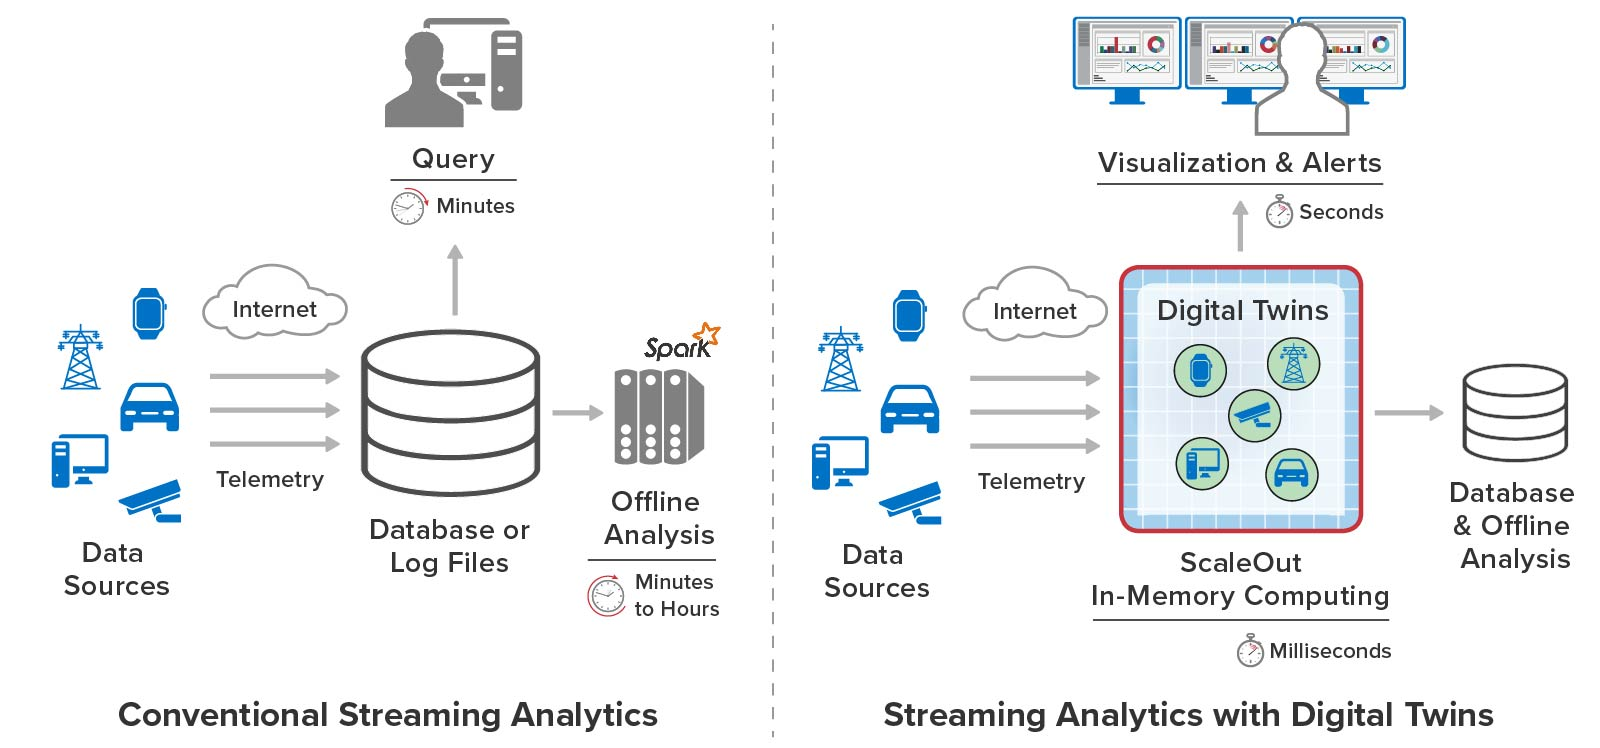 Query
Minutes
Internet
Telemetry
Data
Sources
Database or
Log Files
Spark
Offline
Analysis
Minutes
to Hours
Conventional Streaming Analytics
Visualization & Alerts
Seconds
Internet
Telemetry
Data
Sources
Digital Twins
ScaleOut
In-Memory Computing
Milliseconds
Database
& Offline
Analysis
Streaming Analytics with Digital Twins